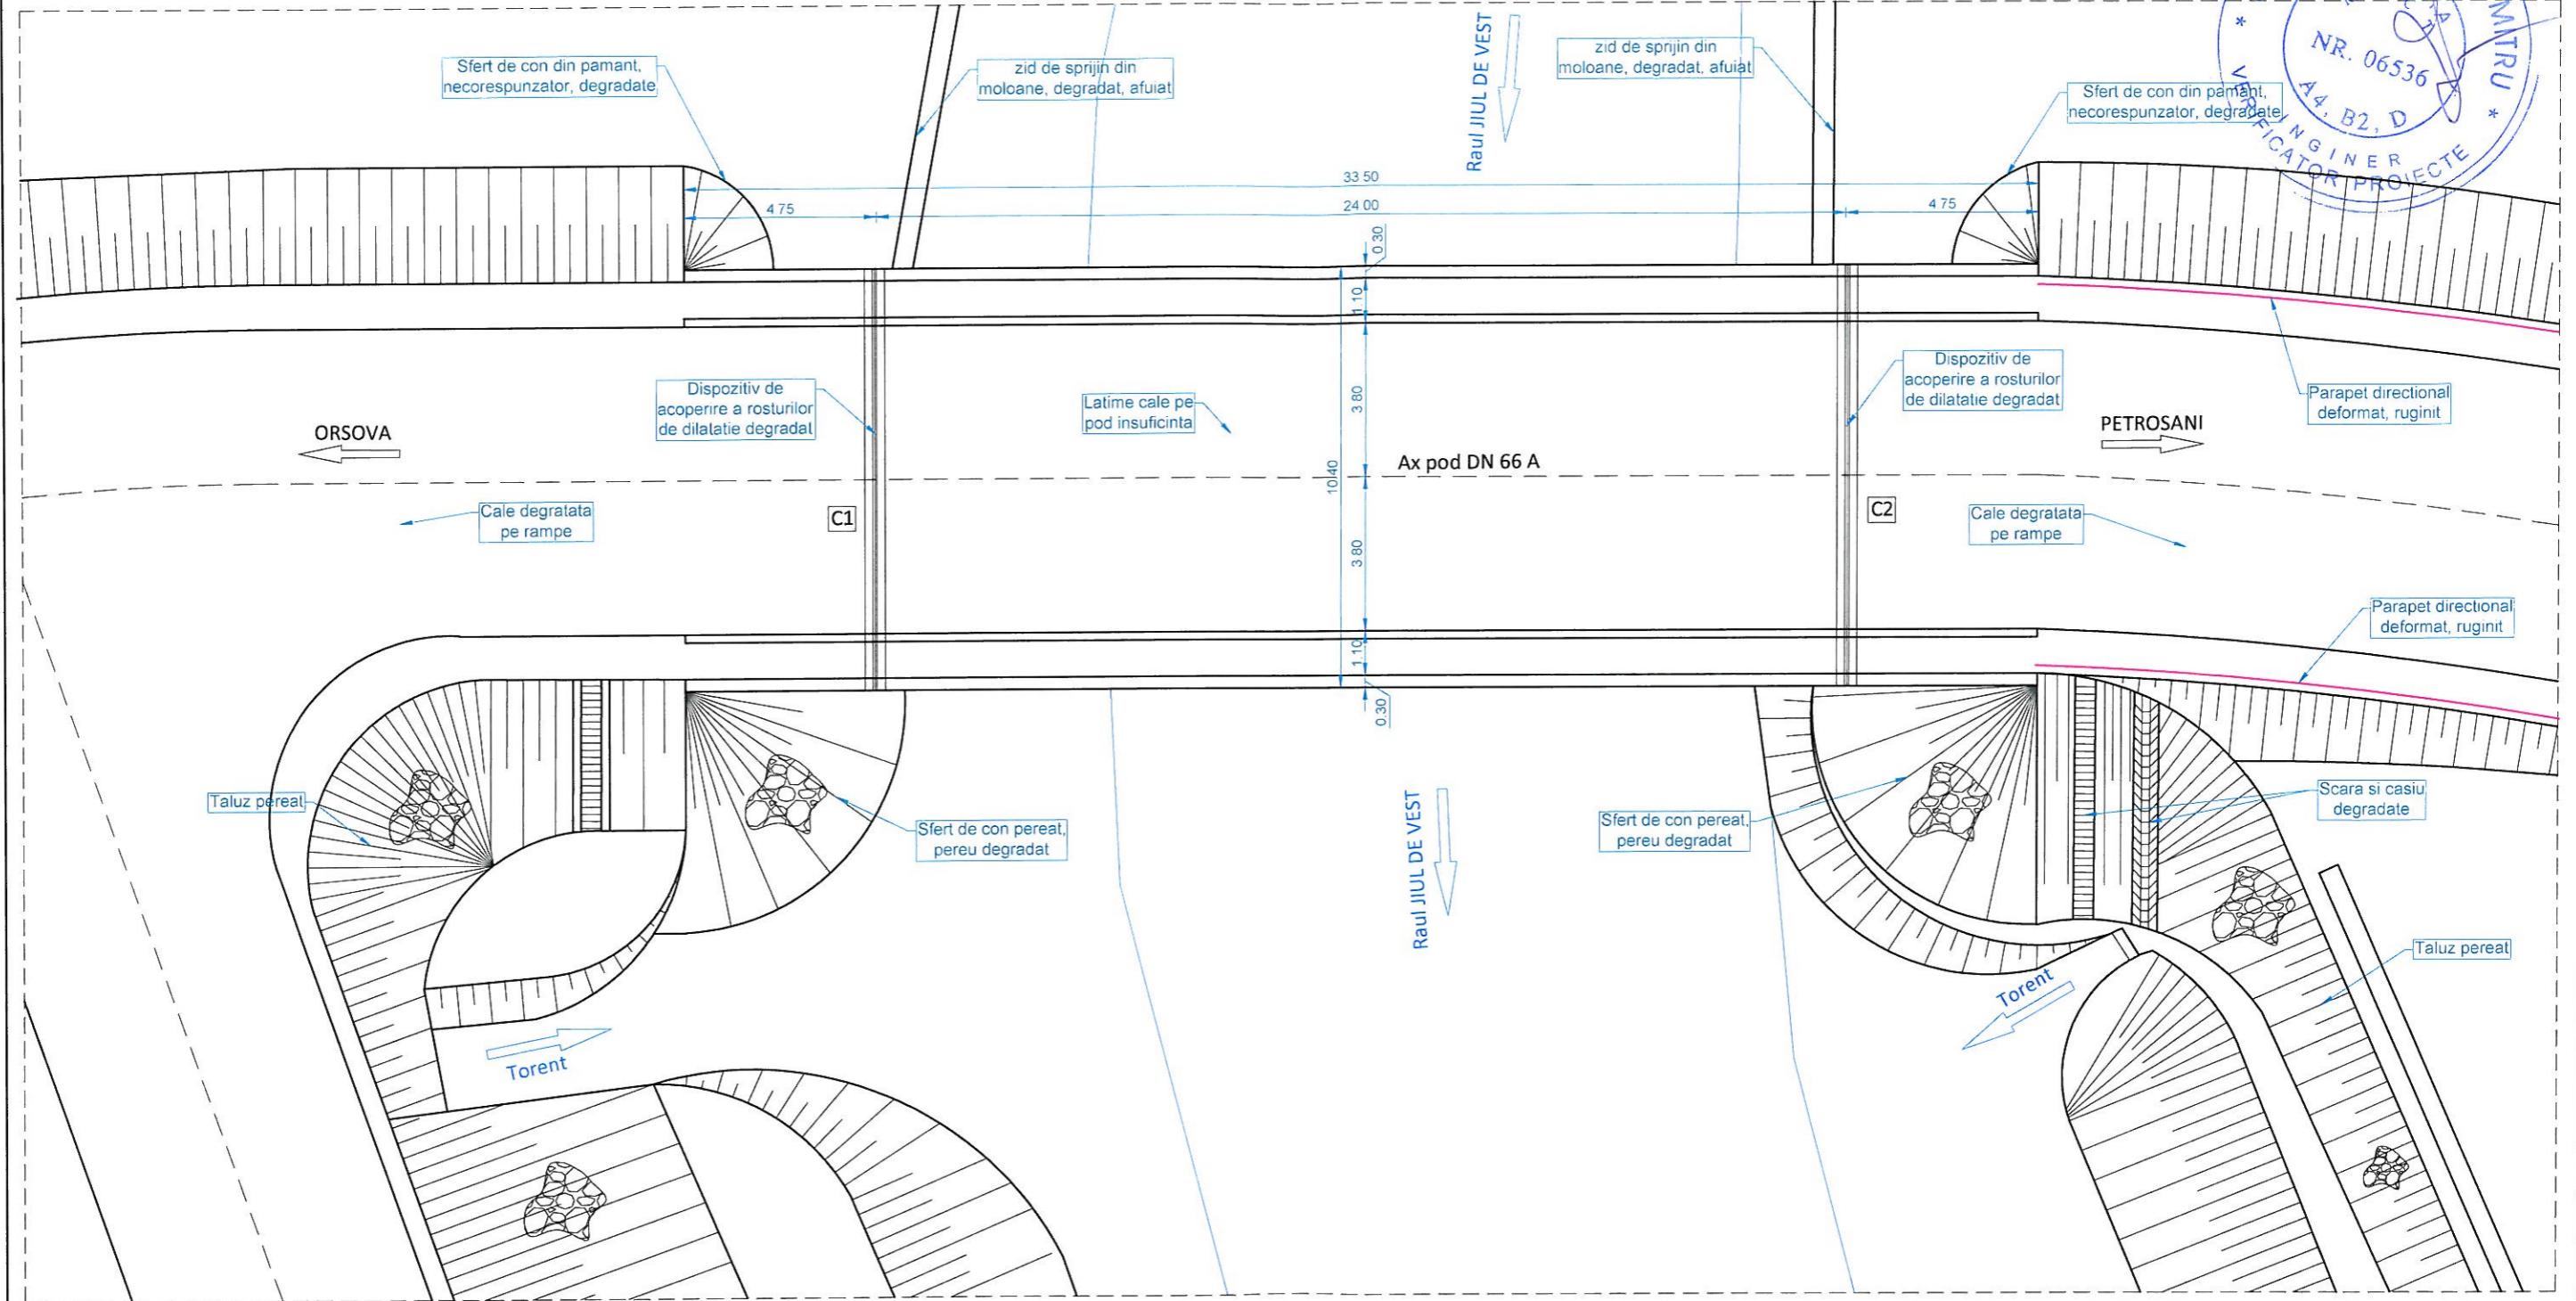 Sfert de con din pamant,
necorespunzator, degradate
zid de sprijin din
moloane, degradat, afuiat
Raul JIUL DE VEST
zid de sprijin din
moloane, degradat, afuiat
Sfert de con din pamant,
necorespunzator, degradate
MITRU
NR. 06536
A4, B2, D
INGINER
* VERIFICATOR PROIECTE *
33 50
4 75
24 00
4 75
0 30
1.10
3 80
10 40
3 80
1.10
0.30
Dispozitiv de
acoperire a rosturilor
de dilatatie degradat
Latime cale pe
pod insuficinta
Dispozitiv de
acoperire a rosturilor
de dilatatie degradat
Parapet directional
deformat, ruginit
ORSOVA
PETROSANI
Ax pod DN 66 A
Cale degratata
pe rampe
C1
C2
Cale degratata
pe rampe
Parapet directional
deformat, ruginit
Taluz pereat
Sfert de con pereat,
pereu degradat
Raul JIUL DE VEST
Sfert de con pereat,
pereu degradat
Scara si casiu
degradate
Taluz pereat
Torent
Torent